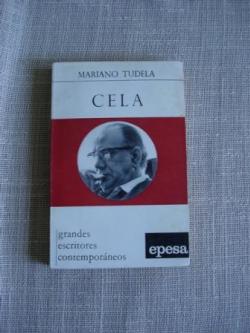 MARIANO TUDELA
CELA
grandes
escritores
contemporáneos
epesa